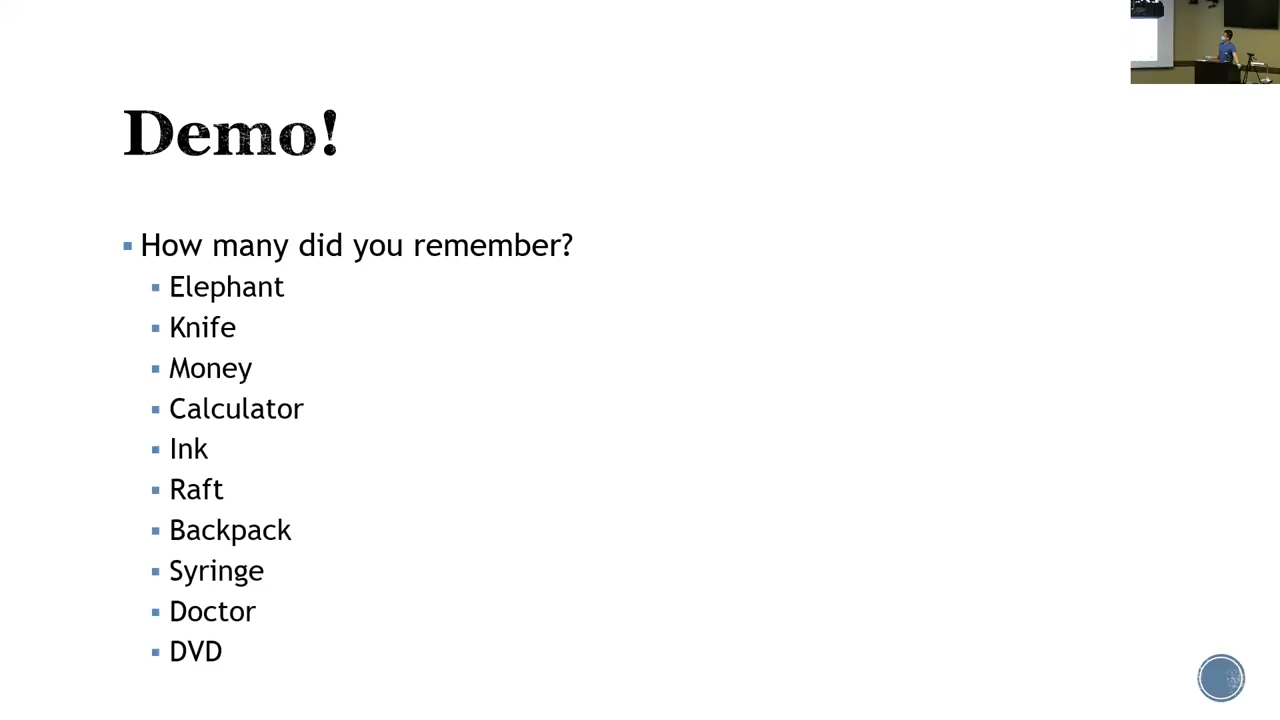 Demo!
How many did you remember?
Elephant
Knife
Money
Calculator
Ink
Raft
Backpack
Syringe
Doctor
DVD